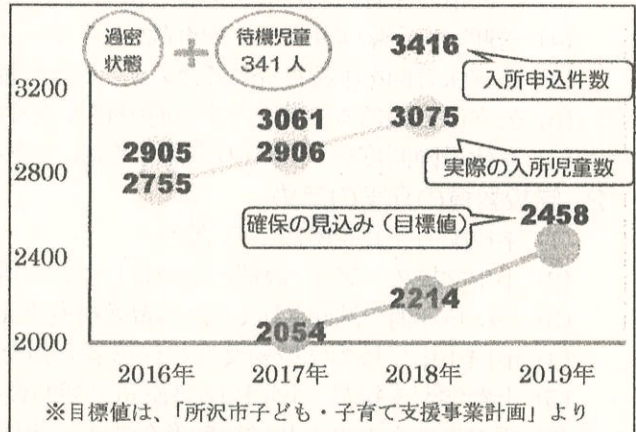 過密
状態
+
待機児童
341人
3416
入所申込件数
3200
3061
3075
2905
2906
実際の入所児童数
2800
2755
確保の見込み（目標値）
2458
2400
2214
2054
2000
2016年 2017年 2018年 2019年
※目標値は、「所沢市子ども・子育て支援事業計画」より